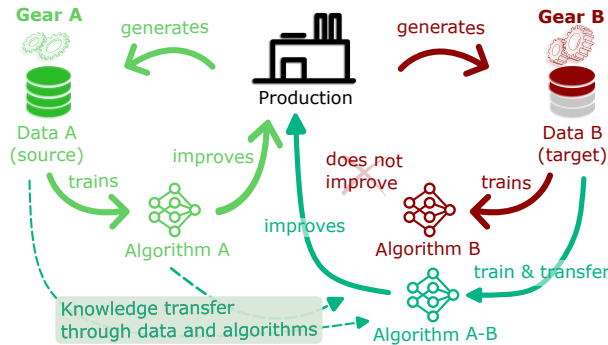 Gear A
Gear B
generates
generates
Production
Data A
(source)
Data B
(target)
improves
does not
improve
trains
trains
improves
Algorithm A
Algorithm B
train & transfer
Knowledge transfer
through data and algorithms
Algorithm A-B